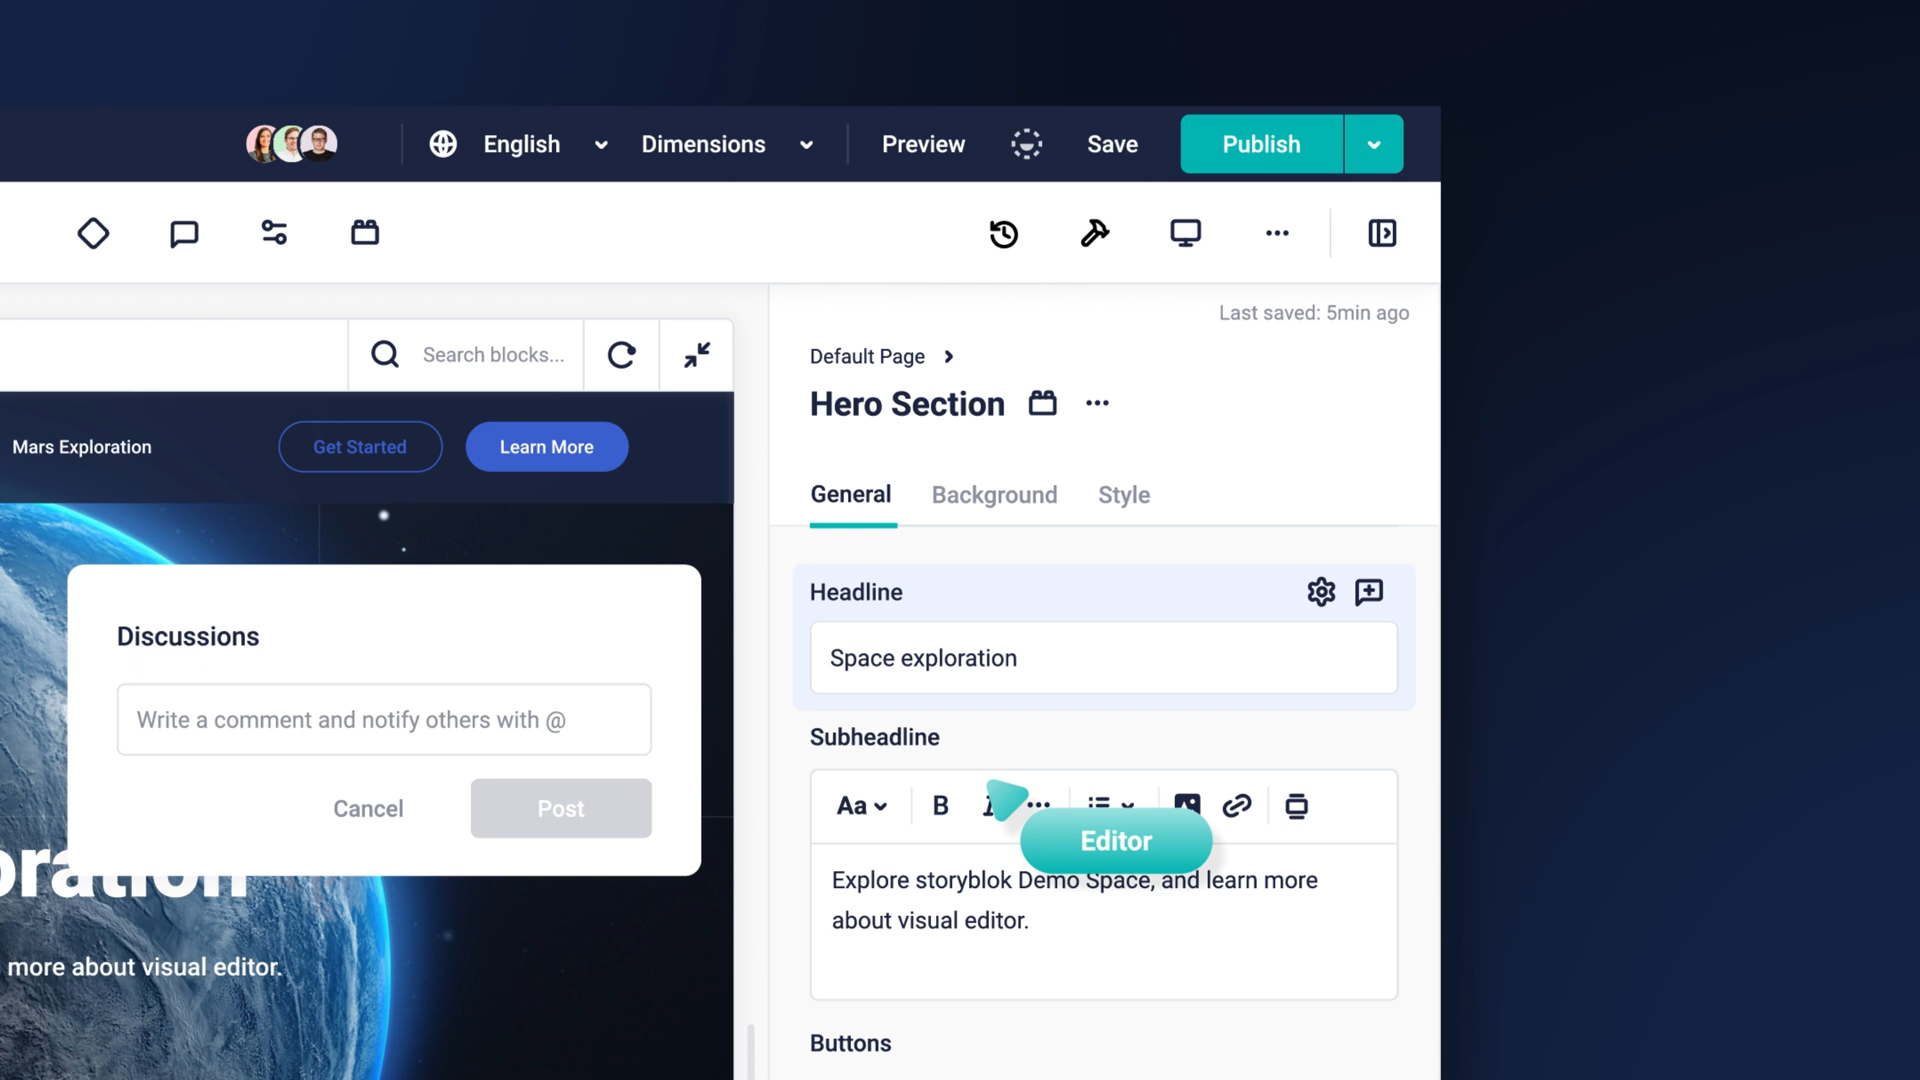 English
Dimensions
Preview
Save
Publish
Search blocks...
Last saved: 5min ago
Default Page
Hero Section
Mars Exploration
Get Started
Learn More
General
Background
Style
Headline
Space exploration
Discussions
Write a comment and notify others with @
Cancel
Post
oration
more about visual editor.
Subheadline
Aa
B
I
Editor
Explore storyblok Demo Space, and learn more
about visual editor.
Buttons